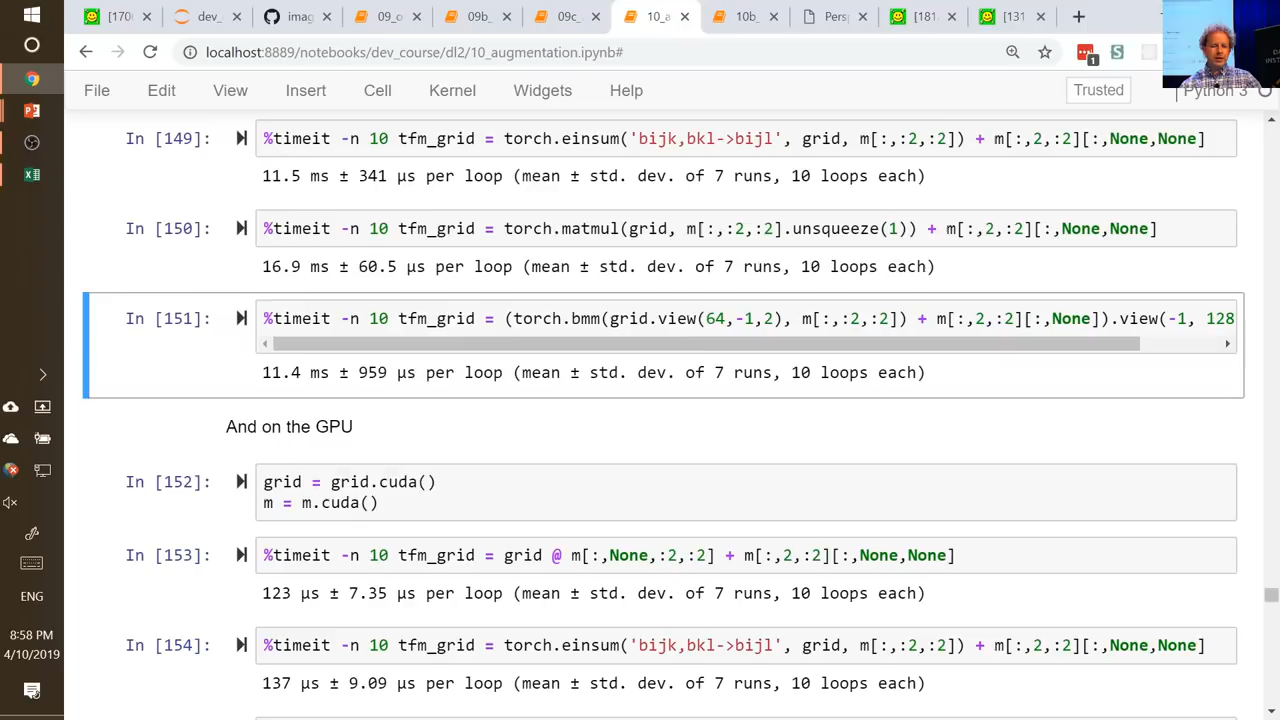 [170
dev_
imag
09_o
09b_
09c_
10_a
10b_
Persp
[181
[131
localhost:8889/notebooks/dev_course/dl2/10_augmentation.ipynb#
1
File Edit View Insert Cell Kernel Widgets Help
Trusted
Python 3
In [149]:
%timeit -n 10 tfm_grid = torch.einsum('bijk,bkl->bijl', grid, m[:,:2,:2]) + m[:,2,:2][:,None,None]
11.5 ms ± 341 µs per loop (mean ± std. dev. of 7 runs, 10 loops each)
In [150]:
%timeit -n 10 tfm_grid = torch.matmul(grid, m[:,:2,:2].unsqueeze(1)) + m[:,2,:2][:,None,None]
16.9 ms ± 60.5 µs per loop (mean ± std. dev. of 7 runs, 10 loops each)
In [151]:
%timeit -n 10 tfm_grid = (torch.bmm(grid.view(64,-1,2), m[:,:2,:2]) + m[:,2,:2][:,None]).view(-1, 128
11.4 ms ± 959 µs per loop (mean ± std. dev. of 7 runs, 10 loops each)
And on the GPU
In [152]:
grid = grid.cuda()
m = m.cuda()
In [153]:
%timeit -n 10 tfm_grid = grid @ m[:,None,:2,:2] + m[:,2,:2][:,None,None]
123 µs ± 7.35 µs per loop (mean ± std. dev. of 7 runs, 10 loops each)
In [154]:
%timeit -n 10 tfm_grid = torch.einsum('bijk,bkl->bijl', grid, m[:,:2,:2]) + m[:,2,:2][:,None,None]
137 µs ± 9.09 µs per loop (mean ± std. dev. of 7 runs, 10 loops each)
ENG
8:58 PM
4/10/2019